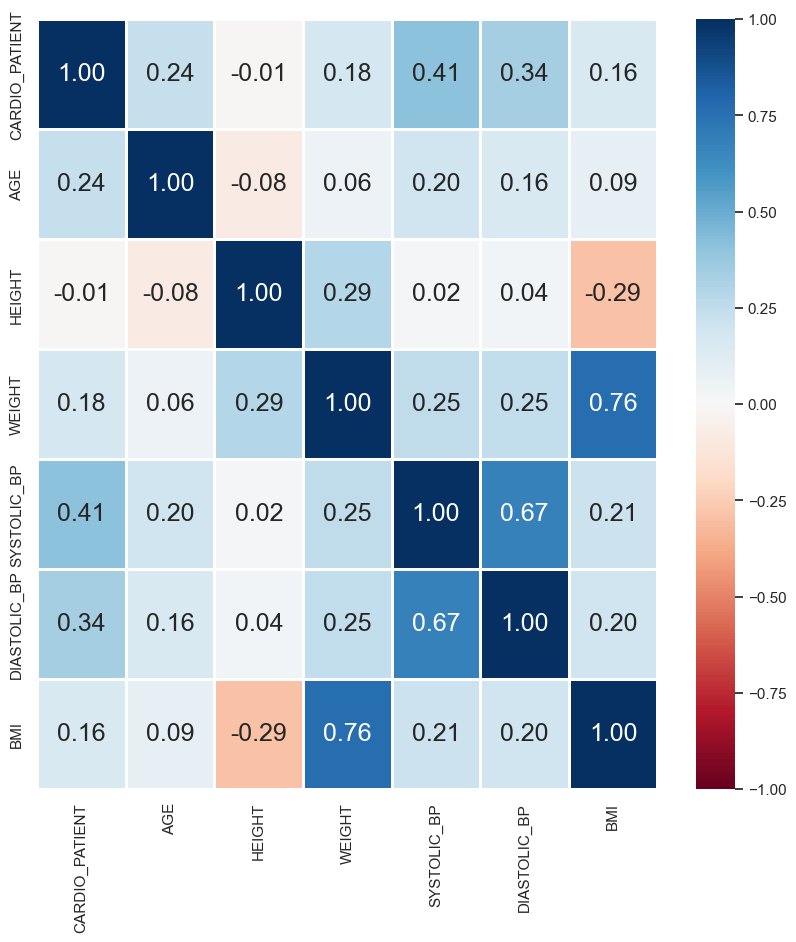 CARDIO_PATIENT 1.00 0.24 -0.01 0.18 0.41 0.34 0.16
AGE 0.24 1.00 -0.08 0.06 0.20 0.16 0.09
HEIGHT -0.01 -0.08 1.00 0.29 0.02 0.04 -0.29
WEIGHT 0.18 0.06 0.29 1.00 0.25 0.25 0.76
SYSTOLIC_BP 0.41 0.20 0.02 0.25 1.00 0.67 0.21
DIASTOLIC_BP 0.34 0.16 0.04 0.25 0.67 1.00 0.20
BMI 0.16 0.09 -0.29 0.76 0.21 0.20 1.00
CARDIO_PATIENT AGE HEIGHT WEIGHT SYSTOLIC_BP DIASTOLIC_BP BMI
1.00
0.75
0.50
0.25
0.00
−0.25
−0.50
−0.75
−1.00